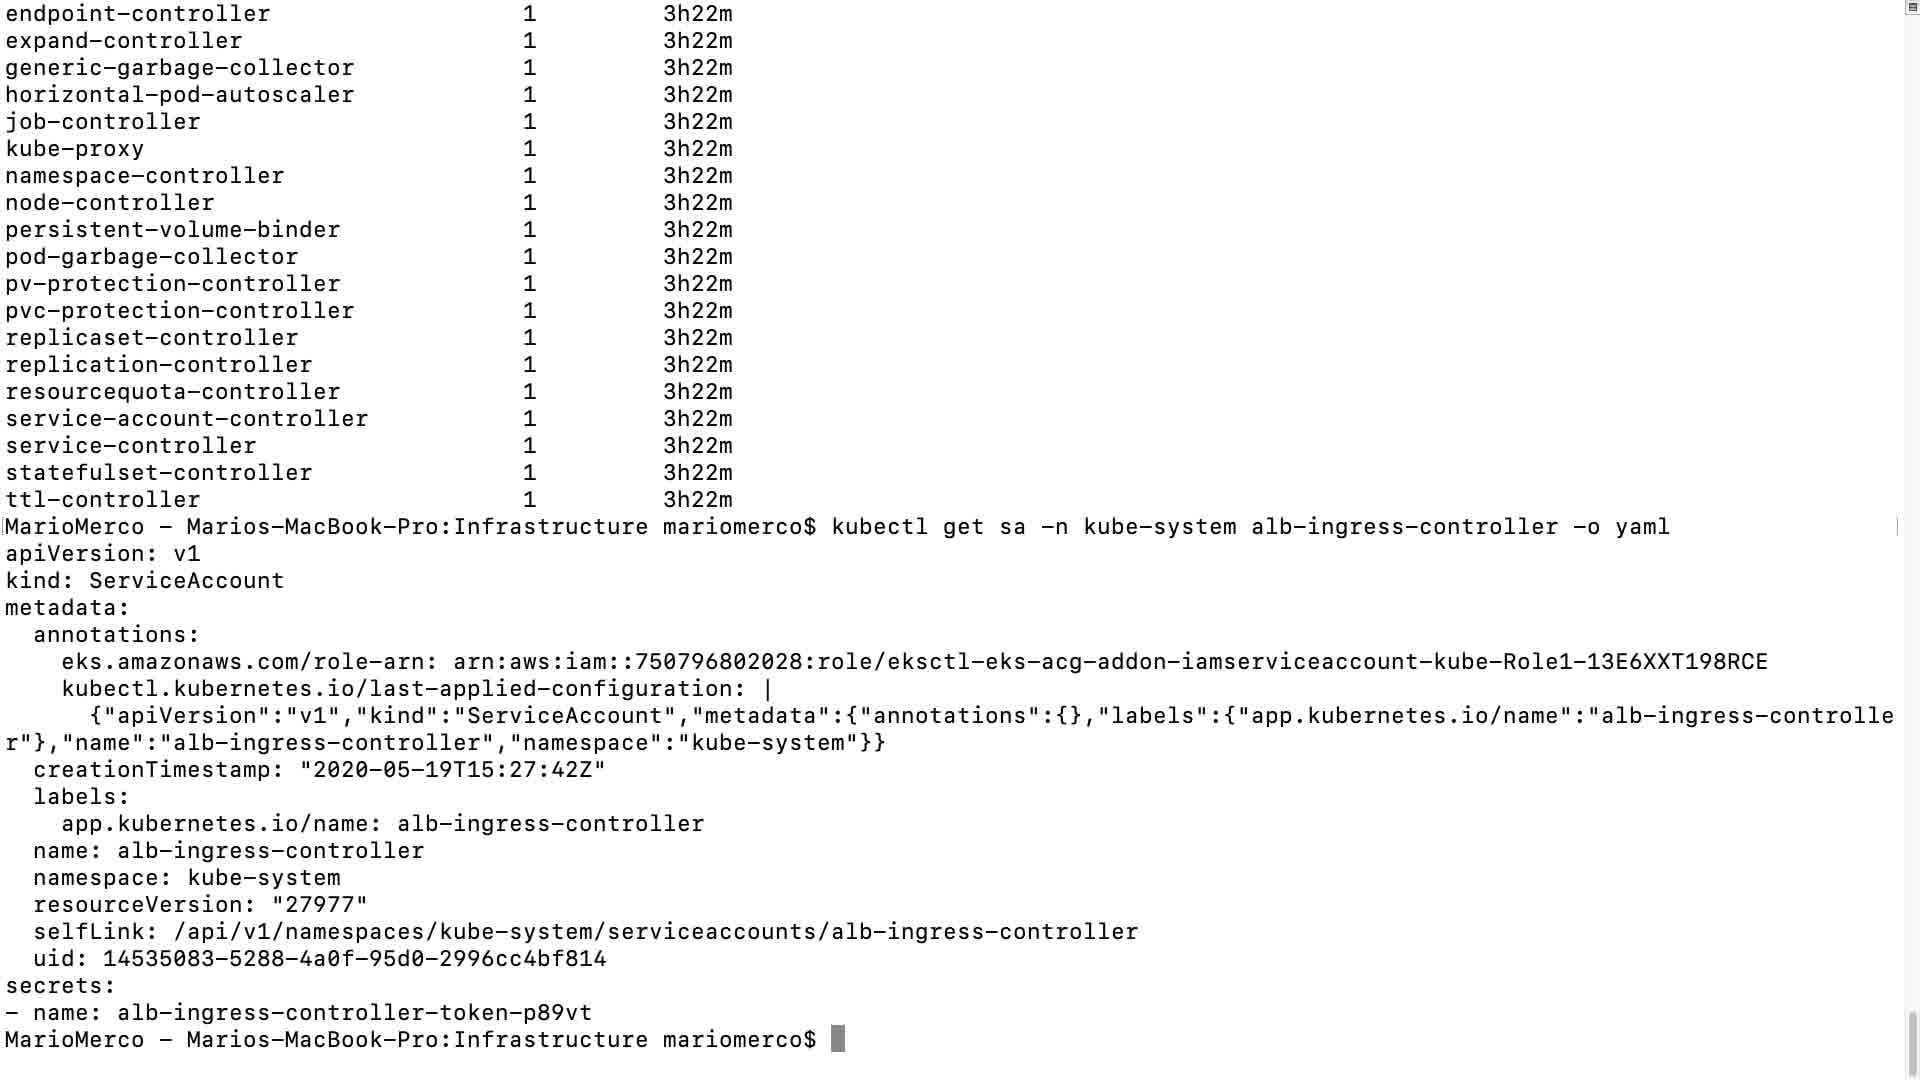 endpoint-controller 1 3h22m
expand-controller 1 3h22m
generic-garbage-collector 1 3h22m
horizontal-pod-autoscaler 1 3h22m
job-controller 1 3h22m
kube-proxy 1 3h22m
namespace-controller 1 3h22m
node-controller 1 3h22m
persistent-volume-binder 1 3h22m
pod-garbage-collector 1 3h22m
pv-protection-controller 1 3h22m
pvc-protection-controller 1 3h22m
replicaset-controller 1 3h22m
replication-controller 1 3h22m
resourcequota-controller 1 3h22m
service-account-controller 1 3h22m
service-controller 1 3h22m
statefulset-controller 1 3h22m
ttl-controller 1 3h22m
MarioMerco - Marios-MacBook-Pro:Infrastructure mariomerco$ kubectl get sa -n kube-system alb-ingress-controller -o yaml
apiVersion: v1
kind: ServiceAccount
metadata:
  annotations:
    eks.amazonaws.com/role-arn: arn:aws:iam::750796802028:role/eksctl-eks-acg-addon-iamserviceaccount-kube-Role1-13E6XXT198RCE
    kubectl.kubernetes.io/last-applied-configuration: |
      {"apiVersion":"v1","kind":"ServiceAccount","metadata":{"annotations":{},"labels":{"app.kubernetes.io/name":"alb-ingress-controlle
r"},"name":"alb-ingress-controller","namespace":"kube-system"}}
  creationTimestamp: "2020-05-19T15:27:42Z"
  labels:
    app.kubernetes.io/name: alb-ingress-controller
  name: alb-ingress-controller
  namespace: kube-system
  resourceVersion: "27977"
  selfLink: /api/v1/namespaces/kube-system/serviceaccounts/alb-ingress-controller
  uid: 14535083-5288-4a0f-95d0-2996cc4bf814
secrets:
- name: alb-ingress-controller-token-p89vt
MarioMerco - Marios-MacBook-Pro:Infrastructure mariomerco$